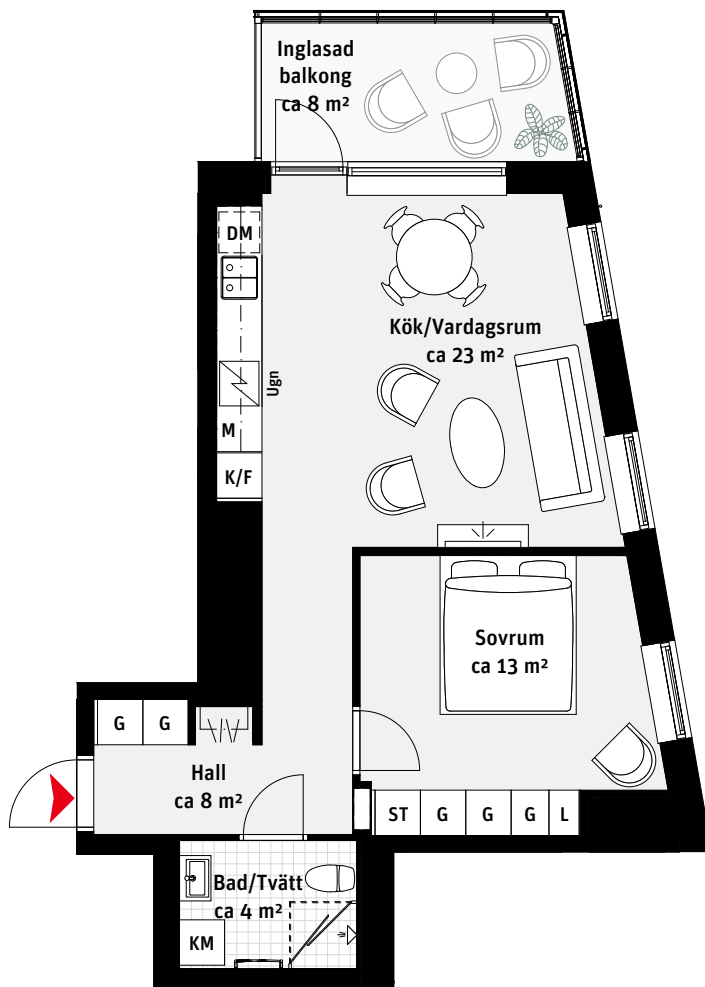 Inglasad
balkong
ca 8 m²
DM
Kök/Vardagsrum
ca 23 m²
Ugn
M
K/F
Sovrum
ca 13 m²
G G
Hall
ca 8 m²
ST G G G L
Bad/Tvätt
ca 4 m²
KM